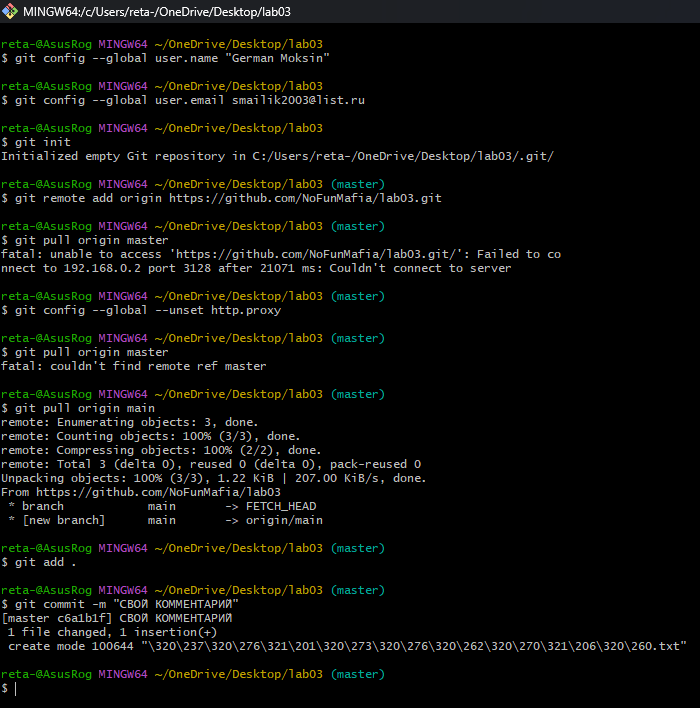 MINGW64:/c/Users/reta-/OneDrive/Desktop/lab03
reta-@AsusRog MINGW64 ~/OneDrive/Desktop/lab03
$ git config --global user.name "German Moksin"
reta-@AsusRog MINGW64 ~/OneDrive/Desktop/lab03
$ git config --global user.email smailik2003@list.ru
reta-@AsusRog MINGW64 ~/OneDrive/Desktop/lab03
$ git init
Initialized empty Git repository in C:/Users/reta-/OneDrive/Desktop/lab03/.git/
reta-@AsusRog MINGW64 ~/OneDrive/Desktop/lab03 (master)
$ git remote add origin https://github.com/NoFunMafia/lab03.git
reta-@AsusRog MINGW64 ~/OneDrive/Desktop/lab03 (master)
$ git pull origin master
fatal: unable to access 'https://github.com/NoFunMafia/lab03.git/': Failed to co
nnect to 192.168.0.2 port 3128 after 21071 ms: Couldn't connect to server
reta-@AsusRog MINGW64 ~/OneDrive/Desktop/lab03 (master)
$ git config --global --unset http.proxy
reta-@AsusRog MINGW64 ~/OneDrive/Desktop/lab03 (master)
$ git pull origin master
fatal: couldn't find remote ref master
reta-@AsusRog MINGW64 ~/OneDrive/Desktop/lab03 (master)
$ git pull origin main
remote: Enumerating objects: 3, done.
remote: Counting objects: 100% (3/3), done.
remote: Compressing objects: 100% (2/2), done.
remote: Total 3 (delta 0), reused 0 (delta 0), pack-reused 0
Unpacking objects: 100% (3/3), 1.22 KiB | 207.00 KiB/s, done.
From https://github.com/NoFunMafia/lab03
 * branch            main       -> FETCH_HEAD
 * [new branch]      main       -> origin/main
reta-@AsusRog MINGW64 ~/OneDrive/Desktop/lab03 (master)
$ git add .
reta-@AsusRog MINGW64 ~/OneDrive/Desktop/lab03 (master)
$ git commit -m "СВОЙ КОММЕНТАРИЙ"
[master c6a1b1f] СВОЙ КОММЕНТАРИЙ
 1 file changed, 1 insertion(+)
 create mode 100644 "\320\237\320\276\321\201\320\273\320\276\320\262\320\270\321\206\320\260.txt"
reta-@AsusRog MINGW64 ~/OneDrive/Desktop/lab03 (master)
$